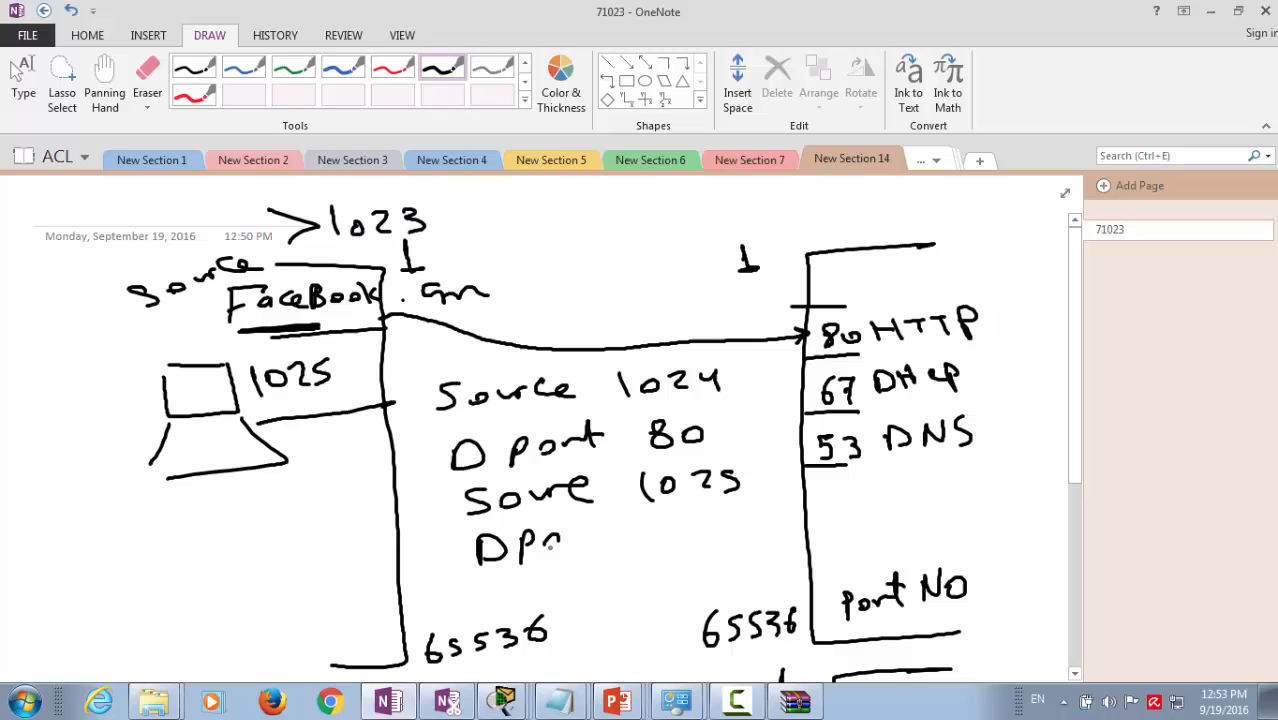 71023 - OneNote
FILE HOME INSERT DRAW HISTORY REVIEW VIEW Sign in
Type
Lasso Select
Panning Hand
Eraser
Color & Thickness
Insert Space
Delete
Arrange
Rotate
Ink to Text
Ink to Math
Tools Shapes Edit Convert
ACL New Section 1 New Section 2 New Section 3 New Section 4 New Section 5 New Section 6 New Section 7 New Section 14 ... Search (Ctrl+E)
Add Page
71023
Monday, September 19, 2016 12:50 PM
>1023
1 1
Source
FaceBook
80 HTTP
1025
Source 1024
67 DHCP
D port 80
53 DNS
Soure 1025
D P
port NO
65536 65536
EN 12:53 PM
9/19/2016